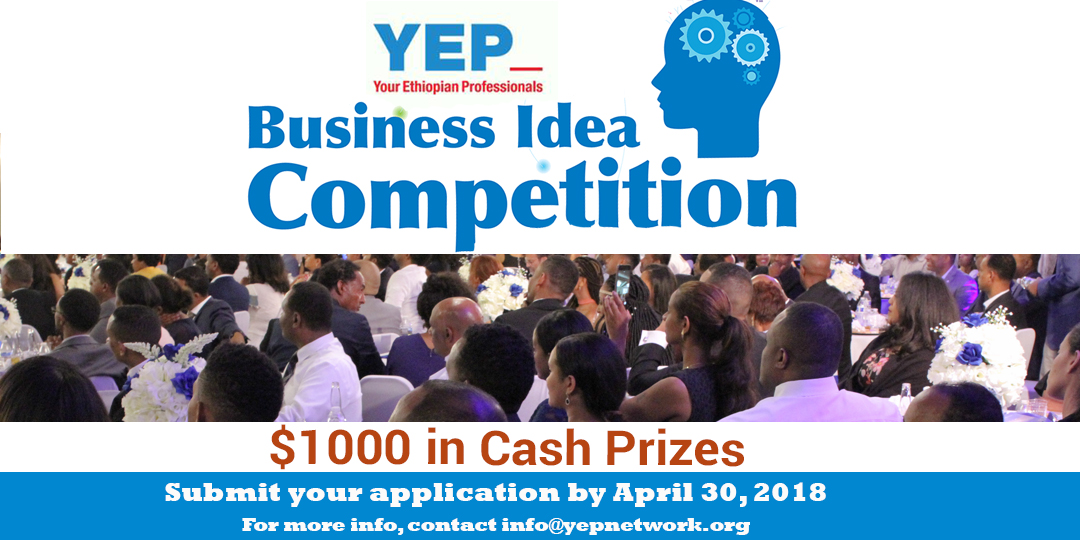 YEP_
Your Ethiopian Professionals
Business Idea
Competition
$1000 in Cash Prizes
Submit your application by April 30, 2018
For more info, contact info@yepnetwork.org